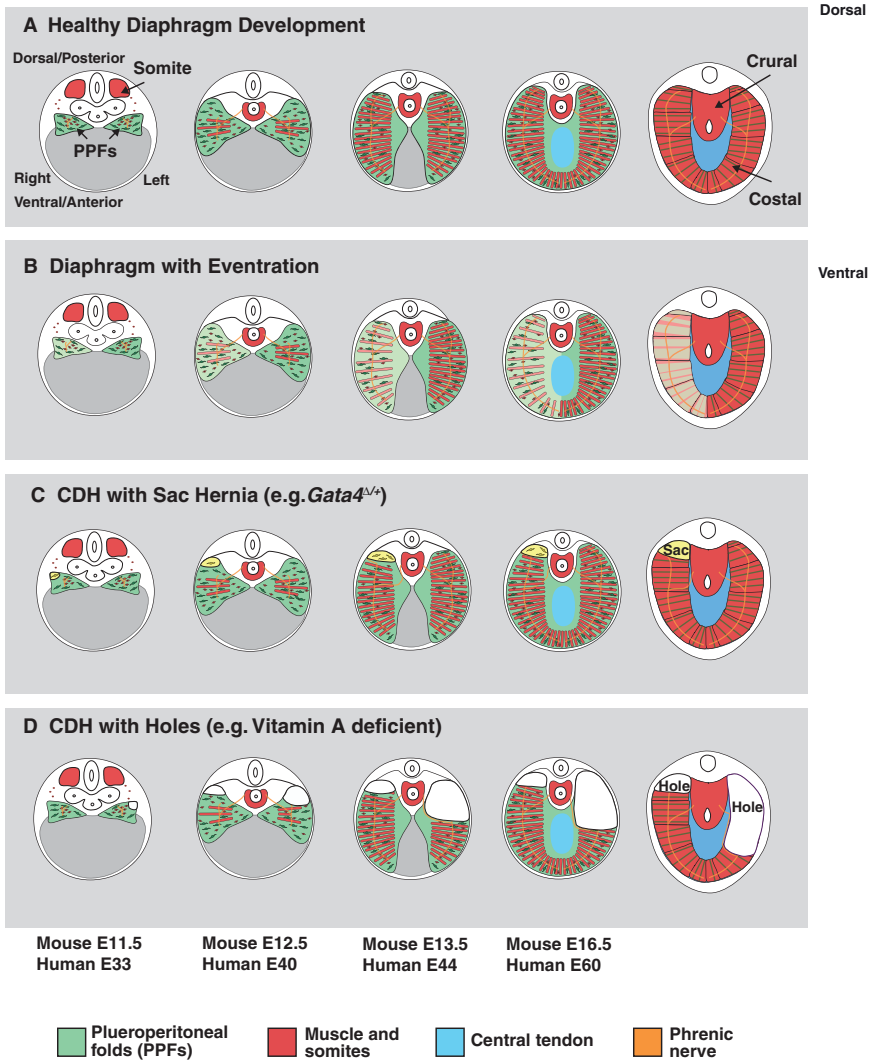 Dorsal
A Healthy Diaphragm Development
Dorsal/Posterior
Somite
Crural
PPFs
Right
Left
Ventral/Anterior
Costal
B Diaphragm with Eventration
Ventral
C CDH with Sac Hernia (e.g.Gata4Δ/+)
Sac
D CDH with Holes (e.g. Vitamin A deficient)
Hole
Hole
Mouse E11.5
Human E33
Mouse E12.5
Human E40
Mouse E13.5
Human E44
Mouse E16.5
Human E60
Plueroperitoneal
folds (PPFs)
Muscle and
somites
Central tendon
Phrenic
nerve